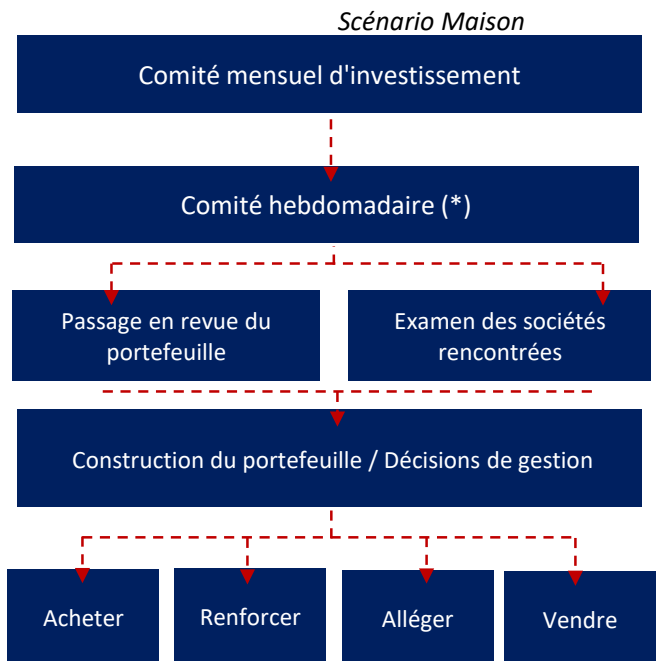 Scénario Maison
Comité mensuel d'investissement
Comité hebdomadaire (*)
Passage en revue du
portefeuille
Examen des sociétés
rencontrées
Construction du portefeuille / Décisions de gestion
Acheter
Renforcer
Alléger
Vendre